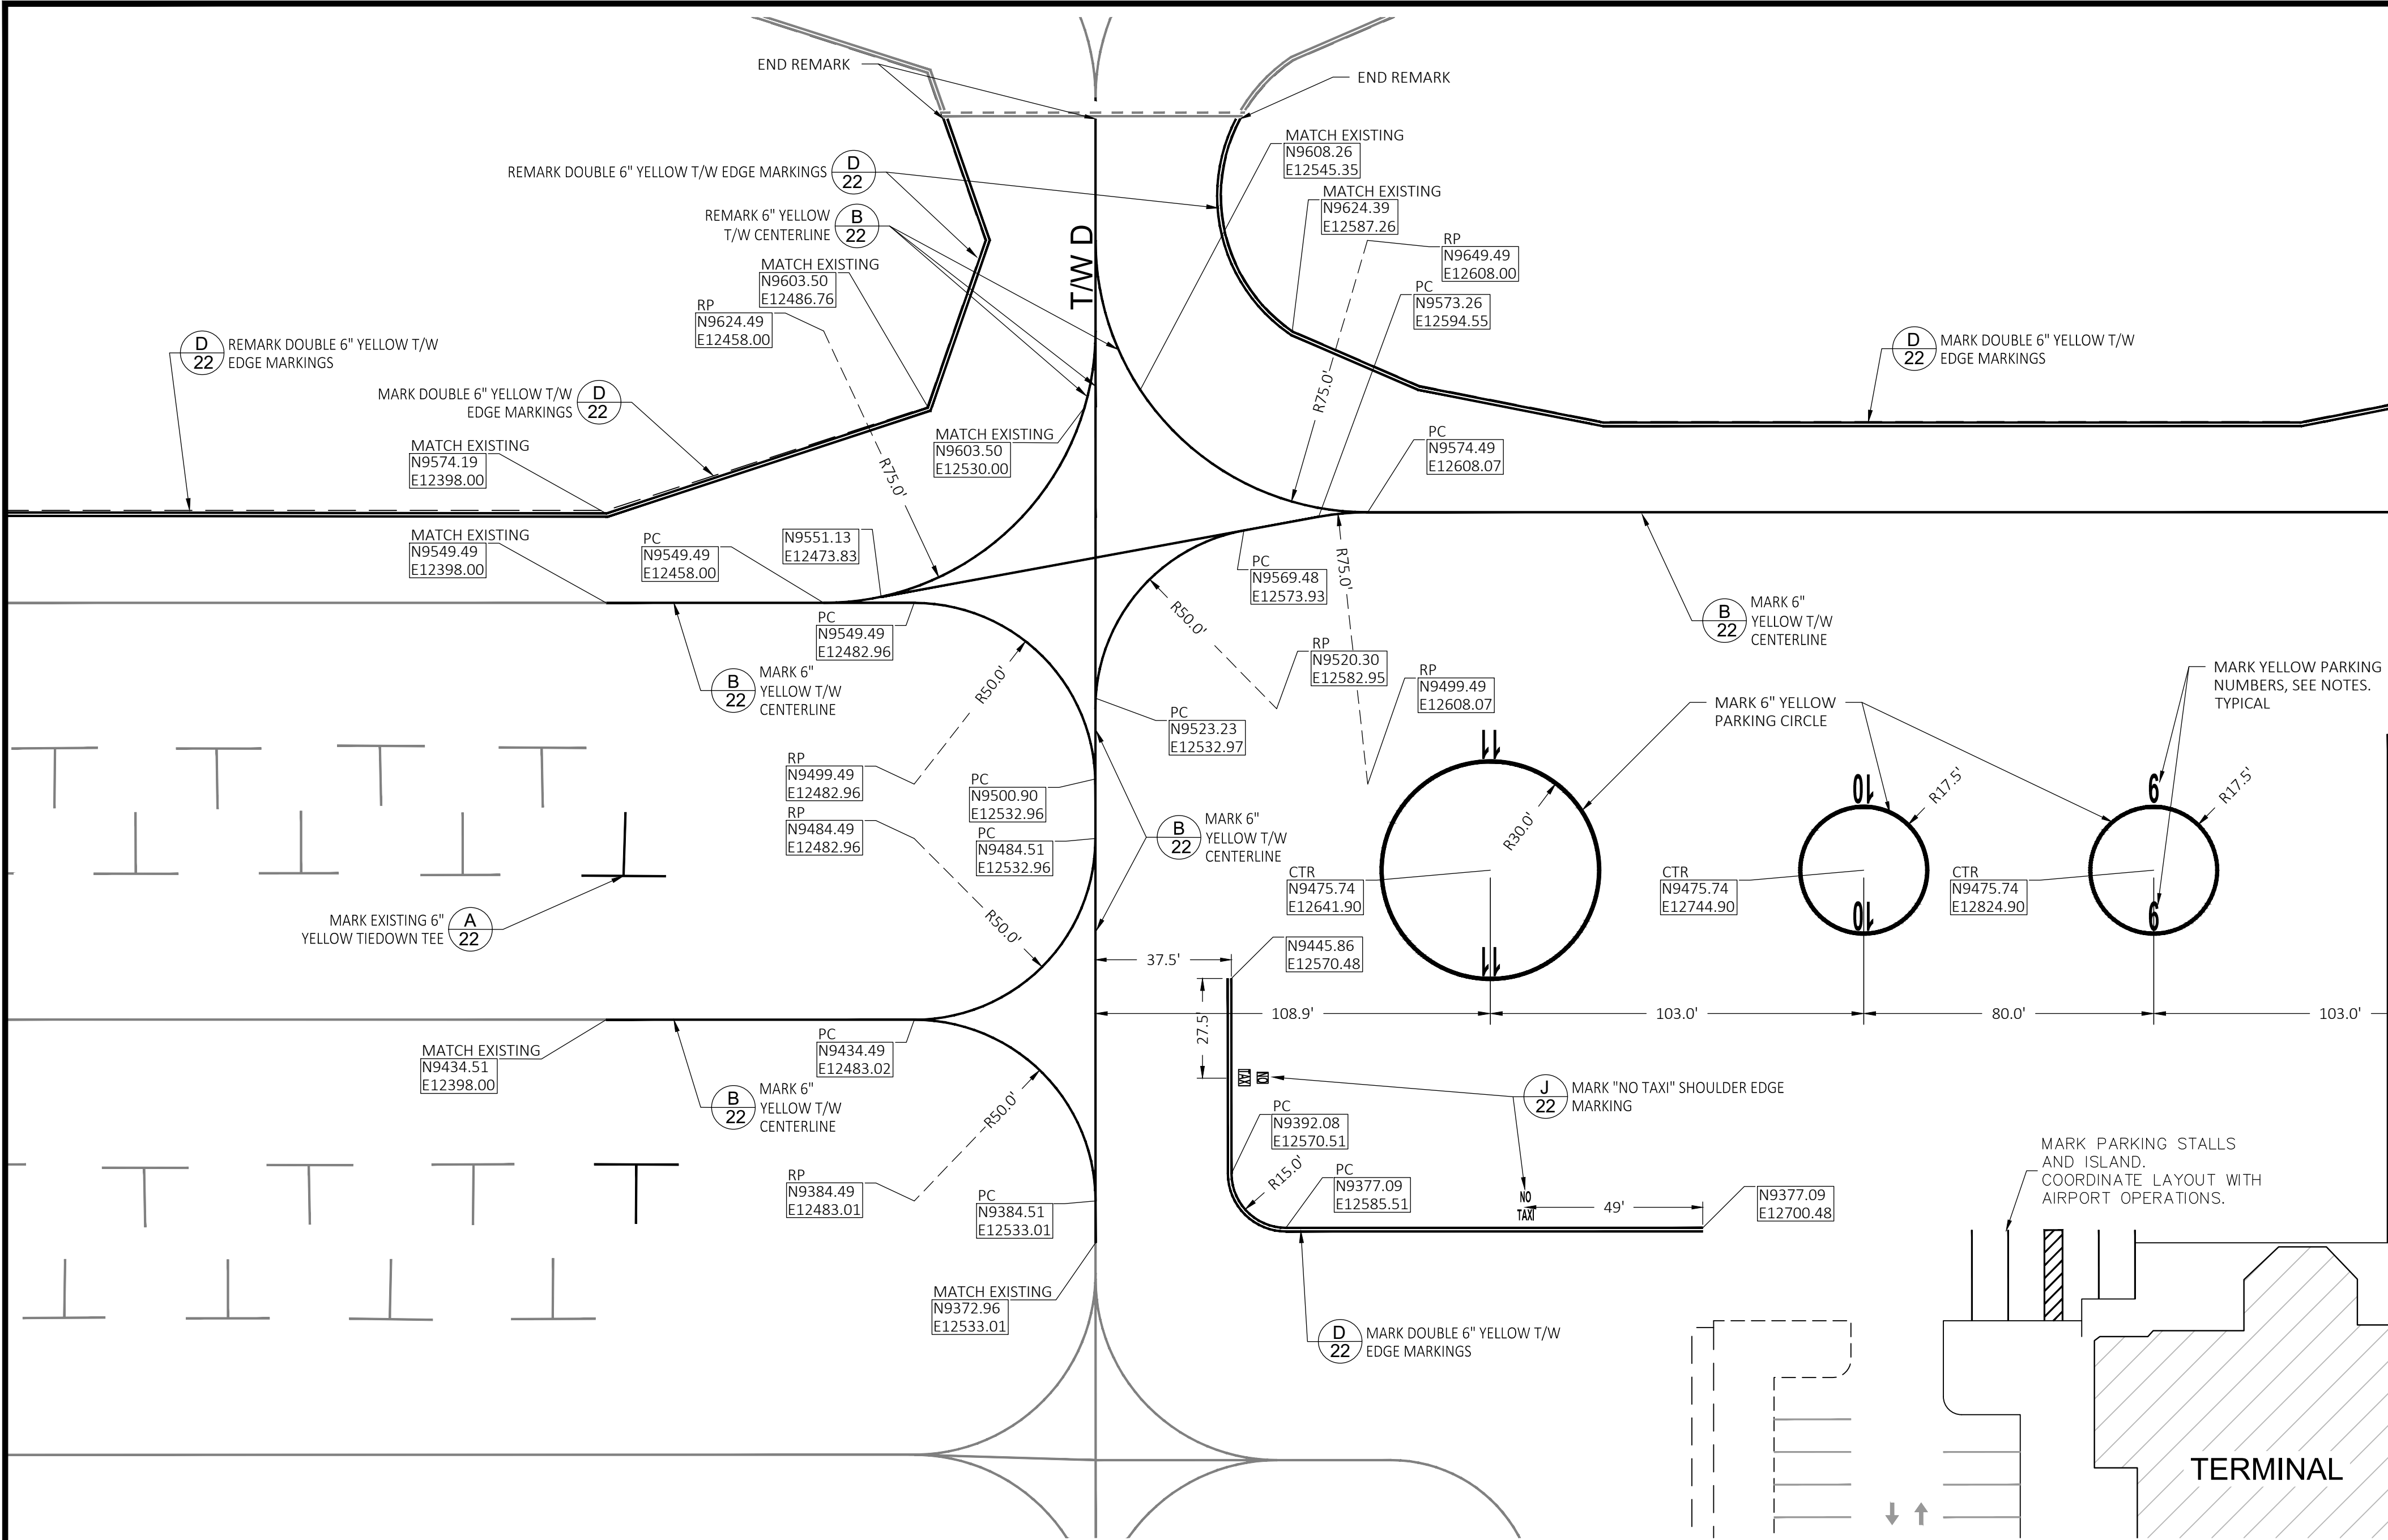 END REMARK
END REMARK
MATCH EXISTING
N9608.26
E12545.35
REMARK DOUBLE 6" YELLOW T/W EDGE MARKINGS
D
22
MATCH EXISTING
N9624.39
E12587.26
REMARK 6" YELLOW
T/W CENTERLINE
B
22
T/W D
RP
N9649.49
E12608.00
MATCH EXISTING
N9603.50
E12486.76
PC
N9573.26
E12594.55
RP
N9624.49
E12458.00
D
22
REMARK DOUBLE 6" YELLOW T/W
EDGE MARKINGS
D
22
MARK DOUBLE 6" YELLOW T/W
EDGE MARKINGS
MARK DOUBLE 6" YELLOW T/W
EDGE MARKINGS
D
22
R75.0'
MATCH EXISTING
N9603.50
E12530.00
PC
N9574.49
E12608.07
MATCH EXISTING
N9574.19
E12398.00
R75.0'
MATCH EXISTING
N9549.49
E12398.00
PC
N9549.49
E12458.00
N9551.13
E12473.83
PC
N9569.48
E12573.93
R75.0'
PC
N9549.49
E12482.96
R50.0'
B
22
MARK 6"
YELLOW T/W
CENTERLINE
RP
N9520.30
E12582.95
B
22
MARK 6"
YELLOW T/W
CENTERLINE
R50.0'
RP
N9499.49
E12608.07
MARK YELLOW PARKING
NUMBERS, SEE NOTES.
TYPICAL
MARK 6" YELLOW
PARKING CIRCLE
PC
N9523.23
E12532.97
RP
N9499.49
E12482.96
PC
N9500.90
E12532.96
11
10
9
R17.5'
R17.5'
RP
N9484.49
E12482.96
PC
N9484.51
E12532.96
B
22
MARK 6"
YELLOW T/W
CENTERLINE
R30.0'
CTR
N9475.74
E12641.90
CTR
N9475.74
E12744.90
CTR
N9475.74
E12824.90
MARK EXISTING 6"
YELLOW TIEDOWN TEE
A
22
R50.0'
11
10
9
N9445.86
E12570.48
37.5'
27.5'
108.9'
103.0'
80.0'
103.0'
MATCH EXISTING
N9434.51
E12398.00
PC
N9434.49
E12483.02
B
22
MARK 6"
YELLOW T/W
CENTERLINE
R50.0'
NO
TAXI
J
22
MARK "NO TAXI" SHOULDER EDGE
MARKING
PC
N9392.08
E12570.51
R15.0'
PC
N9377.09
E12585.51
NO
TAXI
49'
N9377.09
E12700.48
MARK PARKING STALLS
AND ISLAND.
COORDINATE LAYOUT WITH
AIRPORT OPERATIONS.
RP
N9384.49
E12483.01
PC
N9384.51
E12533.01
MATCH EXISTING
N9372.96
E12533.01
D
22
MARK DOUBLE 6" YELLOW T/W
EDGE MARKINGS
TERMINAL